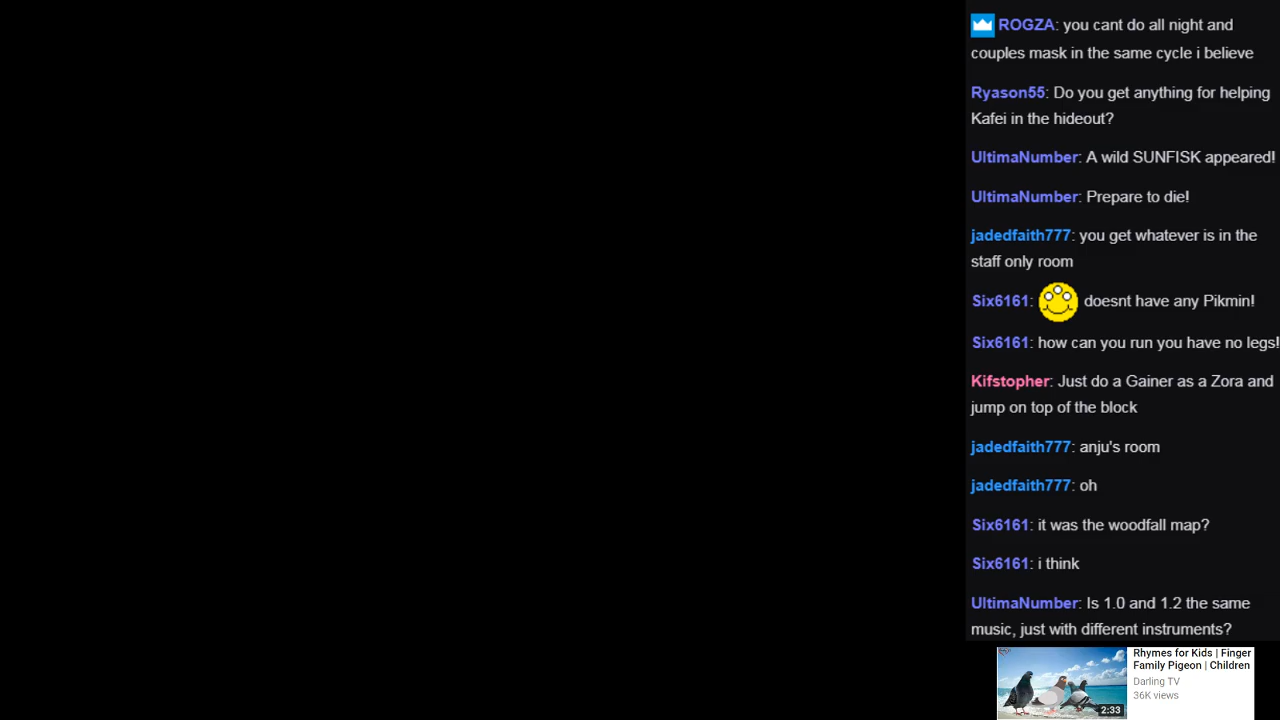 ROGZA: you cant do all night and
couples mask in the same cycle i believe
Ryason55: Do you get anything for helping
Kafei in the hideout?
UltimaNumber: A wild SUNFISK appeared!
UltimaNumber: Prepare to die!
jadedfaith777: you get whatever is in the
staff only room
Six6161: doesnt have any Pikmin!
Six6161: how can you run you have no legs!
Kifstopher: Just do a Gainer as a Zora and
jump on top of the block
jadedfaith777: anju's room
jadedfaith777: oh
Six6161: it was the woodfall map?
Six6161: i think
UltimaNumber: Is 1.0 and 1.2 the same
music, just with different instruments?
Rhymes for Kids | Finger
Family Pigeon | Children
Darling TV
36K views
2:33